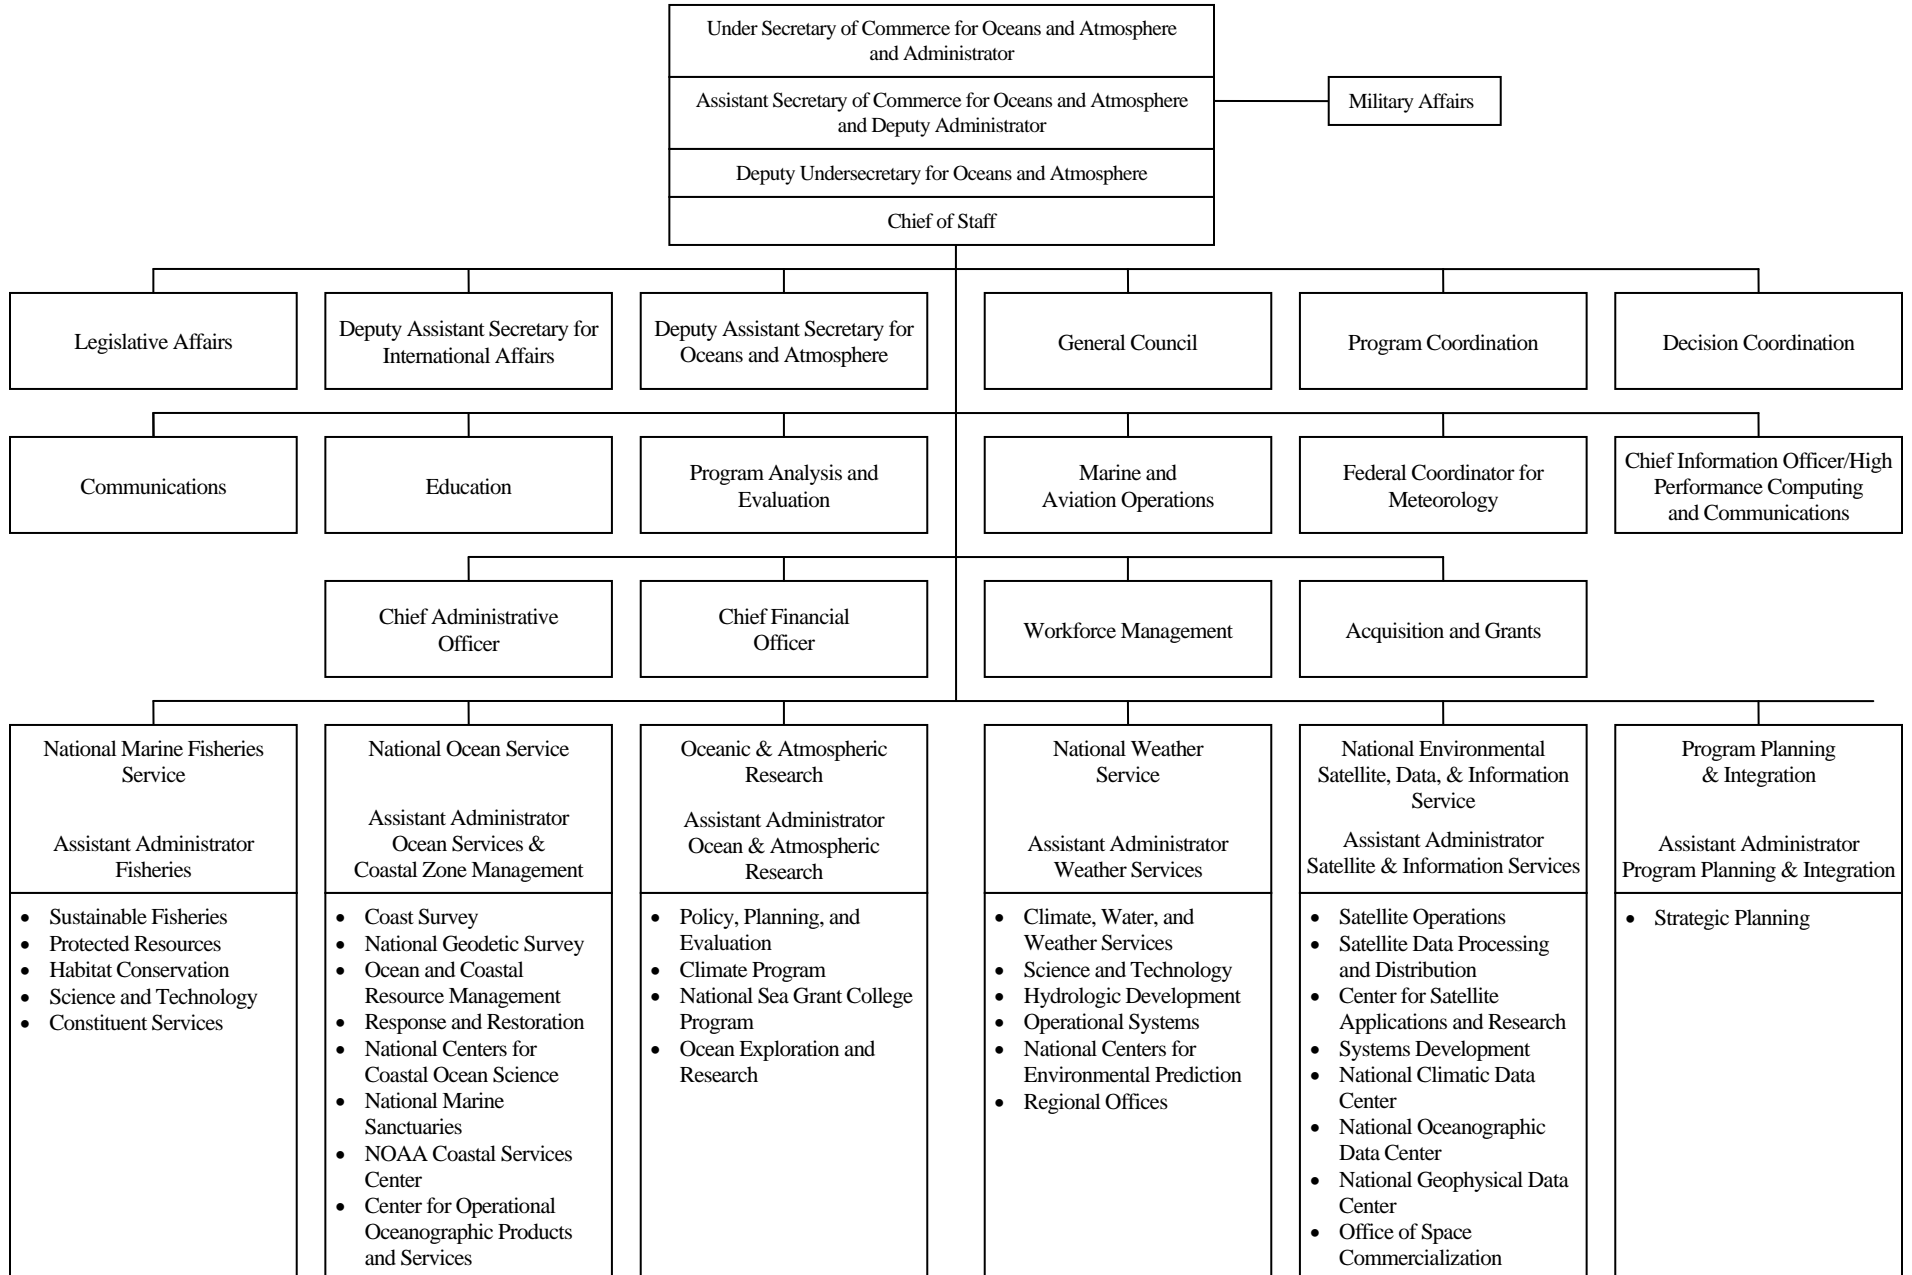 Under Secretary of Commerce for Oceans and Atmosphere
and Administrator
Assistant Secretary of Commerce for Oceans and Atmosphere
and Deputy Administrator
Military Affairs
Deputy Undersecretary for Oceans and Atmosphere
Chief of Staff
Legislative Affairs
Deputy Assistant Secretary for
International Affairs
Deputy Assistant Secretary for
Oceans and Atmosphere
General Council
Program Coordination
Decision Coordination
Communications
Education
Program Analysis and
Evaluation
Marine and
Aviation Operations
Federal Coordinator for
Meteorology
Chief Information Officer/High
Performance Computing
and Communications
Chief Administrative
Officer
Chief Financial
Officer
Workforce Management
Acquisition and Grants
National Marine Fisheries
Service
Assistant Administrator
Fisheries
• Sustainable Fisheries
• Protected Resources
• Habitat Conservation
• Science and Technology
• Constituent Services
National Ocean Service
Assistant Administrator
Ocean Services &
Coastal Zone Management
• Coast Survey
• National Geodetic Survey
• Ocean and Coastal
Resource Management
• Response and Restoration
• National Centers for
Coastal Ocean Science
• National Marine
Sanctuaries
• NOAA Coastal Services
Center
• Center for Operational
Oceanographic Products
and Services
Oceanic & Atmospheric
Research
Assistant Administrator
Ocean & Atmospheric
Research
• Policy, Planning, and
Evaluation
• Climate Program
• National Sea Grant College
Program
• Ocean Exploration and
Research
National Weather
Service
Assistant Administrator
Weather Services
• Climate, Water, and
Weather Services
• Science and Technology
• Hydrologic Development
• Operational Systems
• National Centers for
Environmental Prediction
• Regional Offices
National Environmental
Satellite, Data, & Information
Service
Assistant Administrator
Satellite & Information Services
• Satellite Operations
• Satellite Data Processing
and Distribution
• Center for Satellite
Applications and Research
• Systems Development
• National Climatic Data
Center
• National Oceanographic
Data Center
• National Geophysical Data
Center
• Office of Space
Commercialization
Program Planning
& Integration
Assistant Administrator
Program Planning & Integration
• Strategic Planning